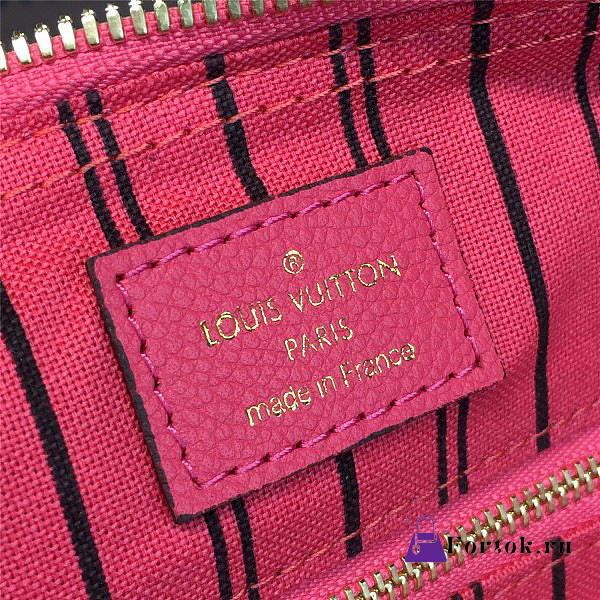 ®
LOUIS VUITTON
PARIS
made in France
Fortok.ru